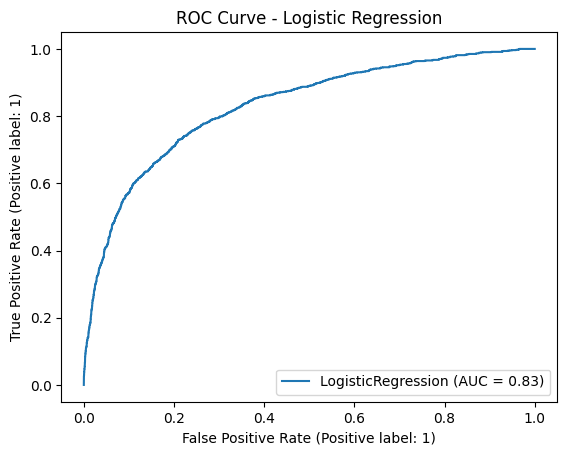 ROC Curve - Logistic Regression
True Positive Rate (Positive label: 1)
1.0
0.8
0.6
0.4
0.2
0.0
LogisticRegression (AUC = 0.83)
0.0 0.2 0.4 0.6 0.8 1.0
False Positive Rate (Positive label: 1)